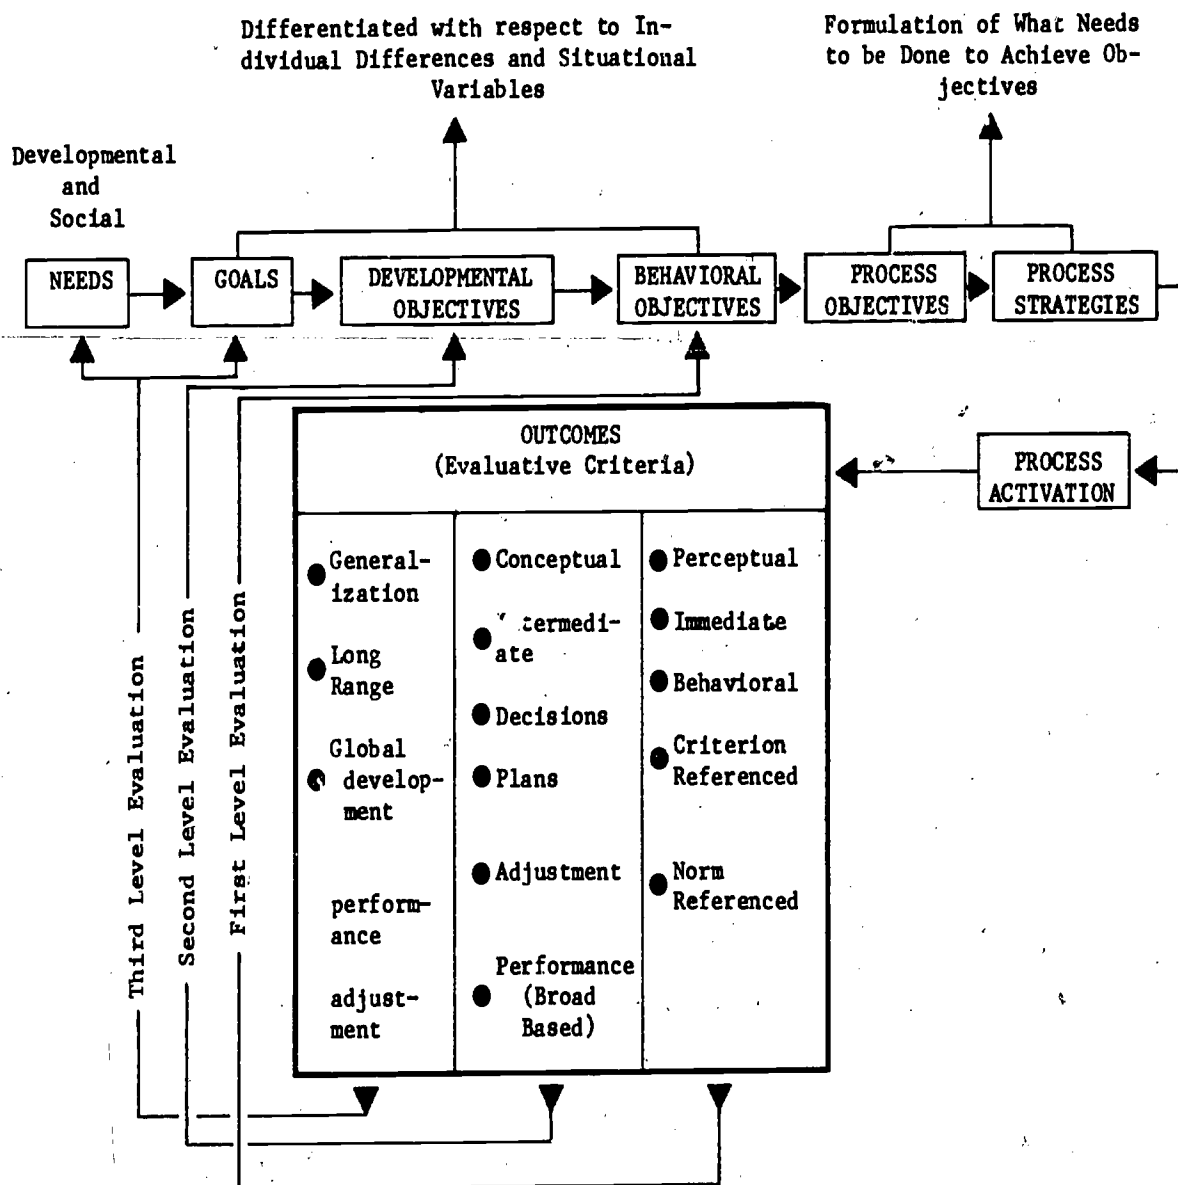 Differentiated with respect to In-
dividual Differences and Situational
Variables
Formulation of What Needs
to be Done to Achieve Ob-
jectives
Developmental
and
Social
NEEDS
GOALS
DEVELOPMENTAL
OBJECTIVES
BEHAVIORAL
OBJECTIVES
PROCESS
OBJECTIVES
PROCESS
STRATEGIES
PROCESS
ACTIVATION
OUTCOMES
(Evaluative Criteria)
General-
ization
Long
Range
Global
develop-
ment
perform-
ance
adjust-
ment
Conceptual
ate
Decisions
Plans
Adjustment
Performance
(Broad
Based)
Perceptual
Immediate
Behavioral
Criterion
Referenced
Norm
Referenced
Third Level Evaluation
Second Level Evaluation
First Level Evaluation